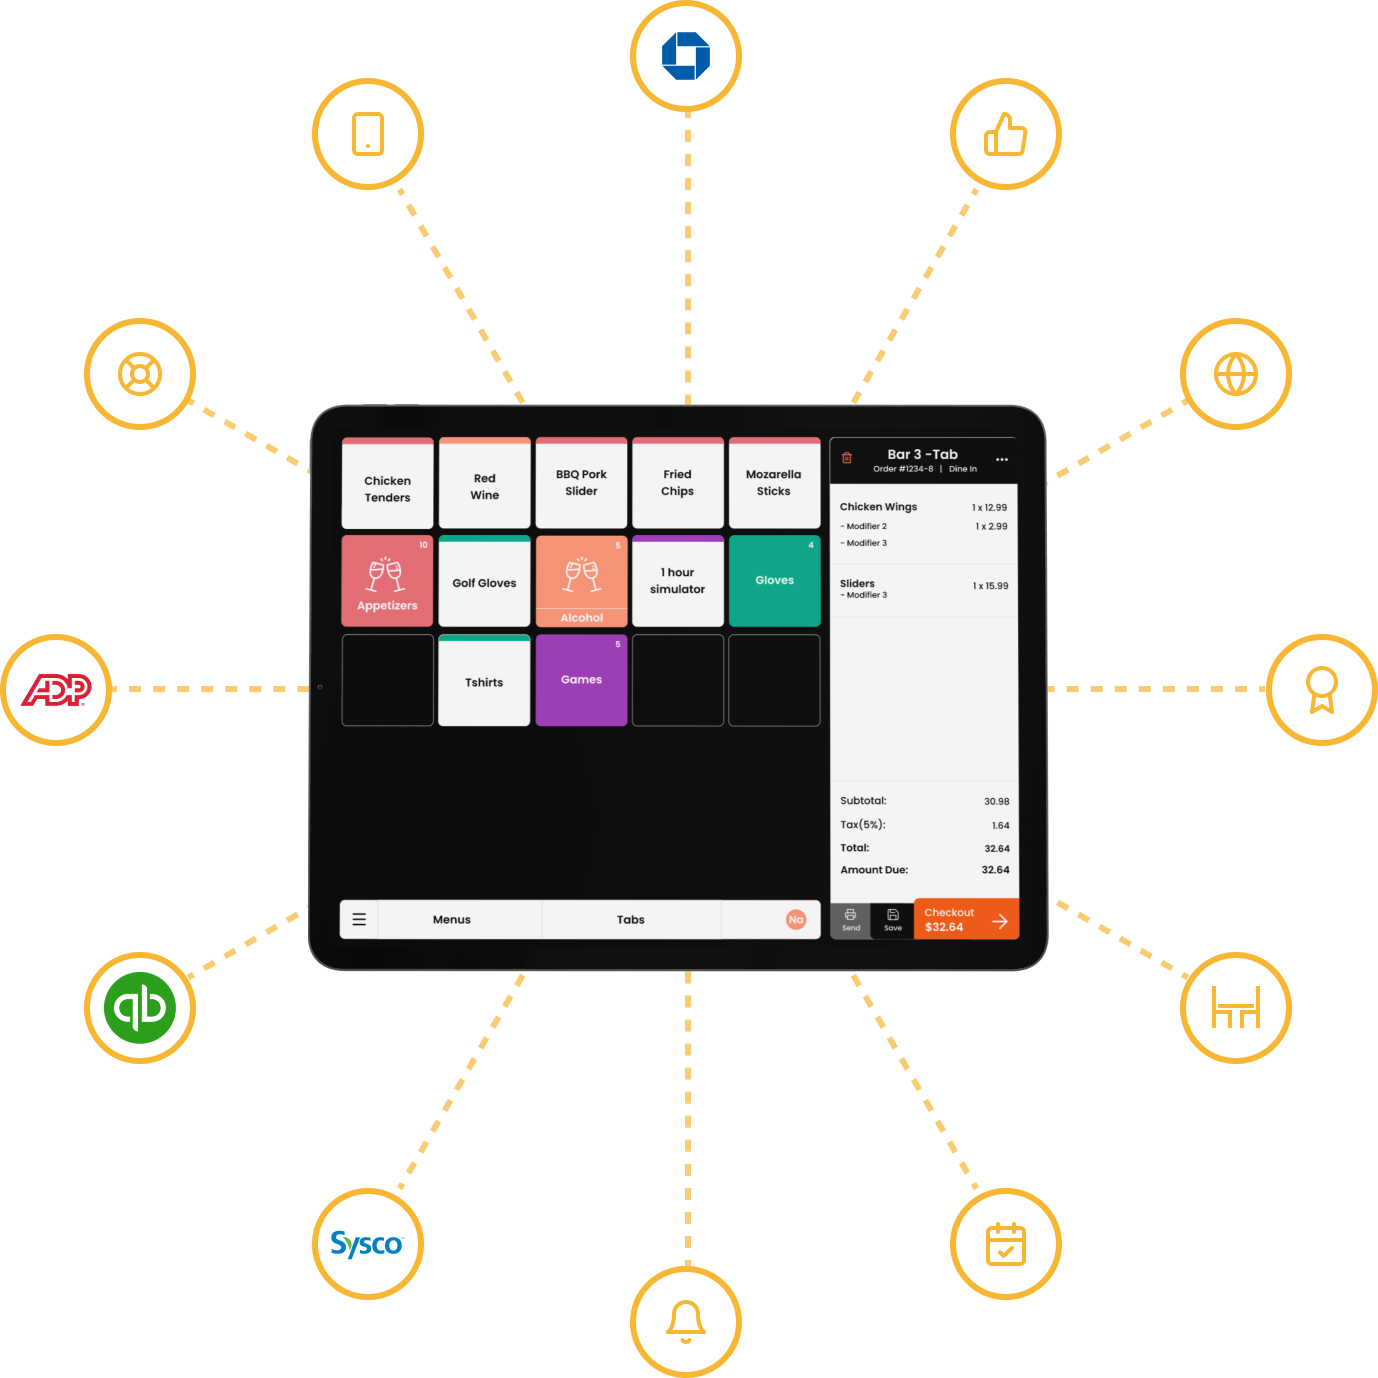 Chicken
Tenders
Red
Wine
BBQ Pork
Slider
Fried
Chips
Mozarella
Sticks
10
Appetizers
Golf Gloves
5
Alcohol
1 hour
simulator
4
Gloves
Tshirts
5
Games
Menus
Tabs
Na
Bar 3 -Tab
Order #1234-8 | Dine In
Chicken Wings 1 x 12.99
- Modifier 2 1 x 2.99
- Modifier 3
Sliders 1 x 15.99
- Modifier 3
Subtotal: 30.98
Tax(5%): 1.64
Total: 32.64
Amount Due: 32.64
Send
Save
Checkout
$32.64
ADP
qb
Sysco